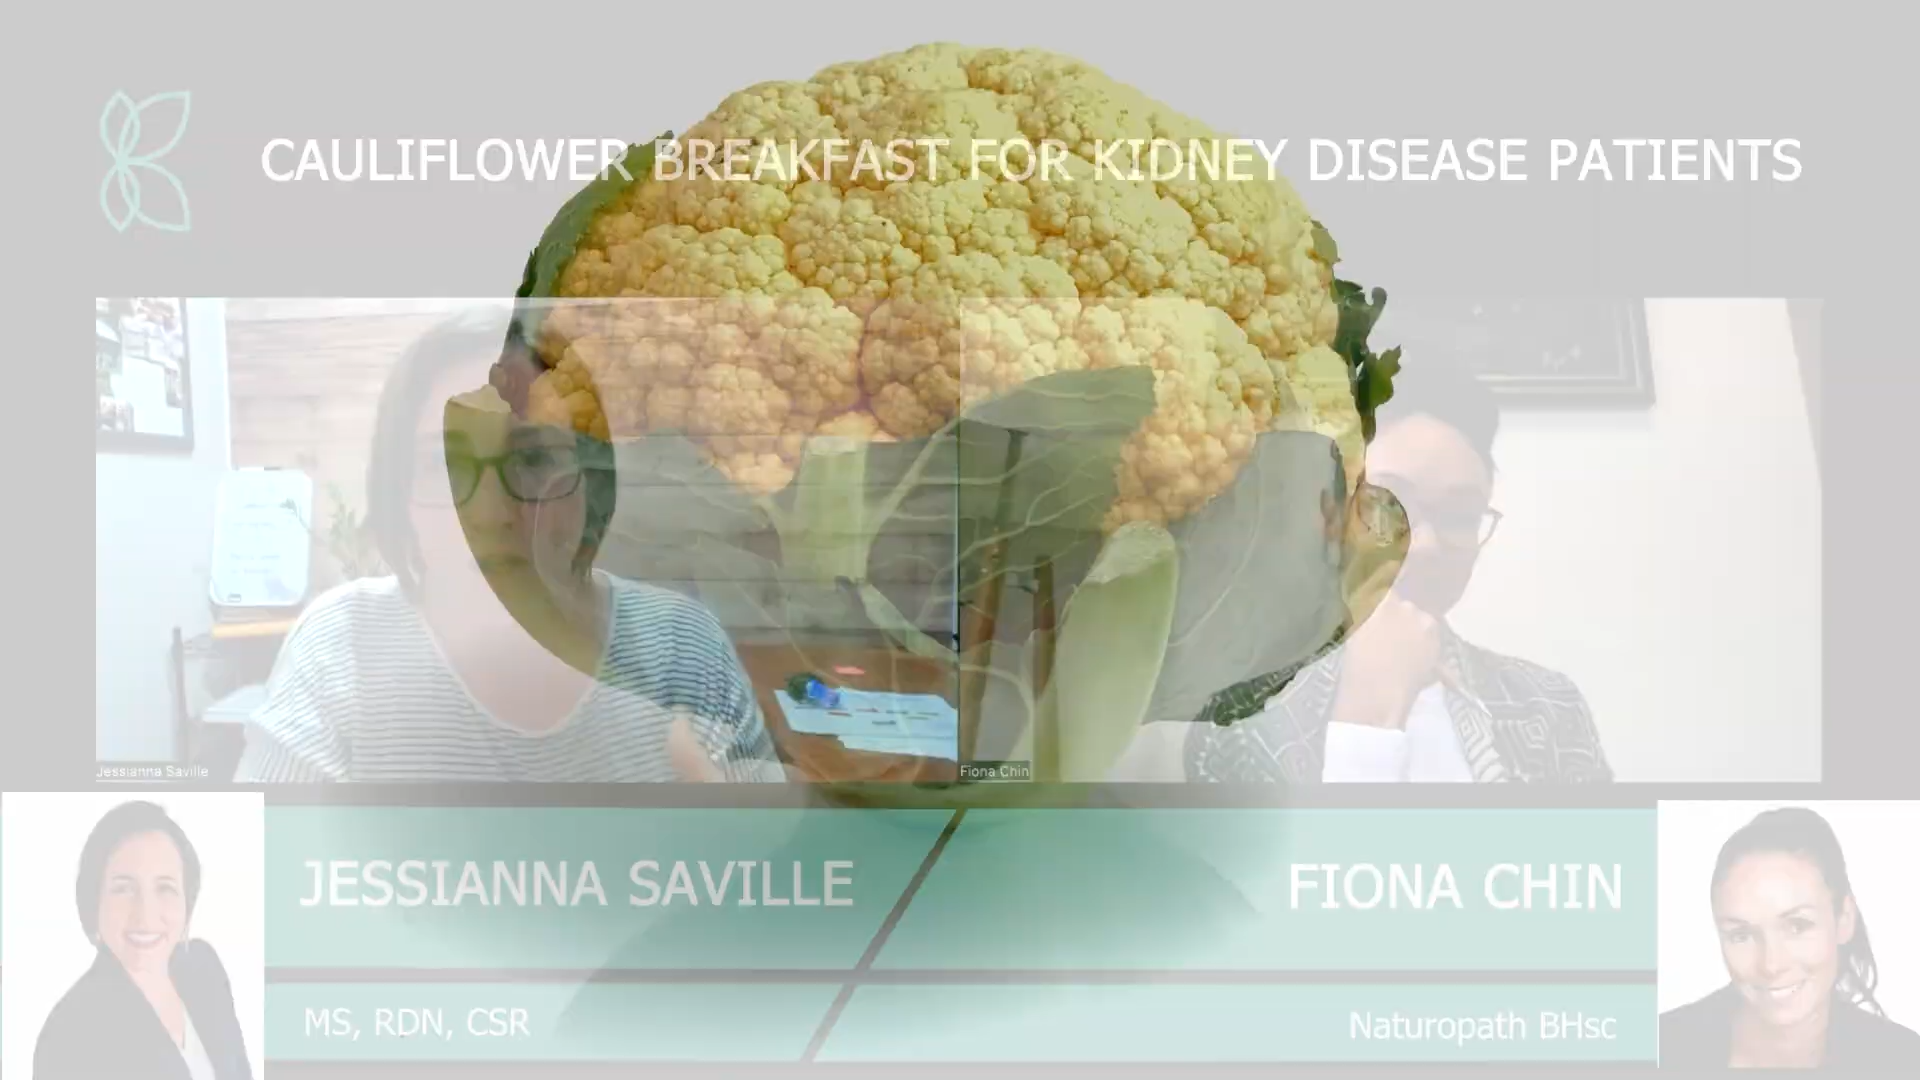 CAULIFLOWER BREAKFAST FOR KIDNEY DISEASE PATIENTS
Jessianna Saville
Fiona Chin
JESSIANNA SAVILLE
FIONA CHIN
MS, RDN, CSR
Naturopath BHsc